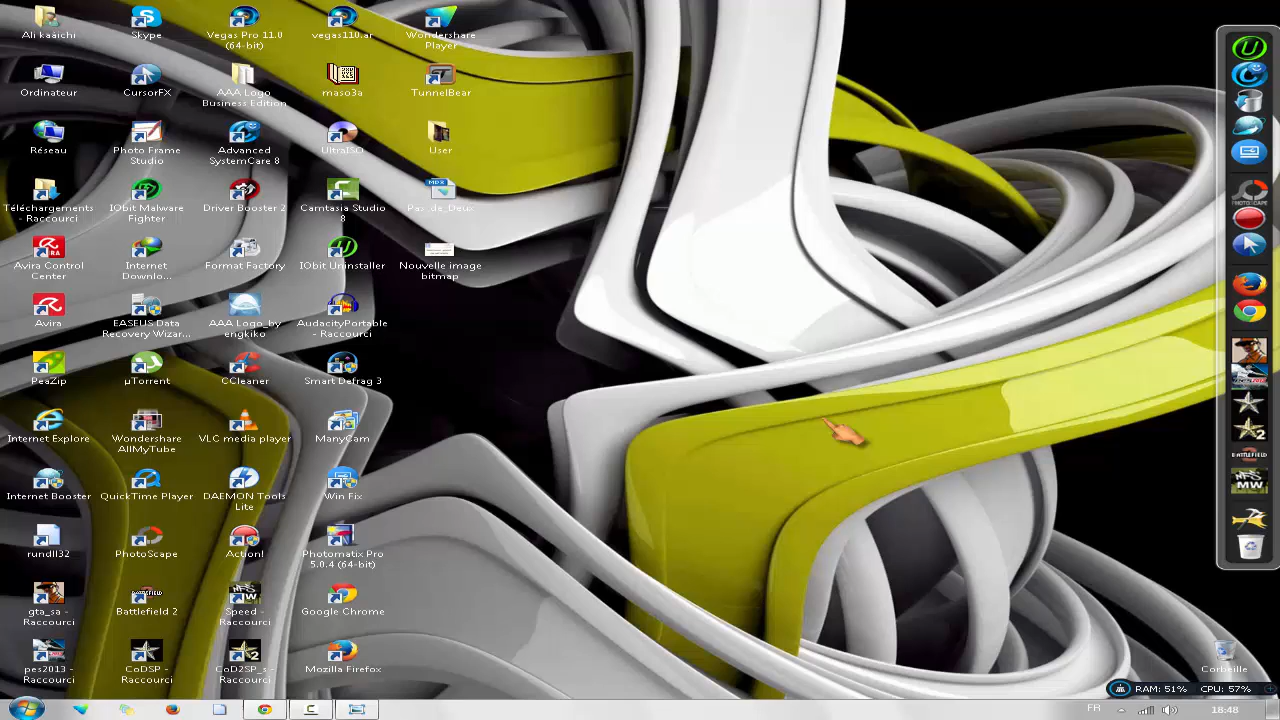 Ali kaaichi
Skype
Vegas Pro 11.0
(64-bit)
vegas110.ar
Wondershare
Player
Ordinateur
CursorFX
AAA Logo
Business Edition
maso3a
TunnelBear
Réseau
Photo Frame
Studio
Advanced
SystemCare 8
UltraISO
User
Téléchargements
- Raccourci
IObit Malware
Fighter
Driver Booster 2
Camtasia Studio
8
Pas_de_Deux
Avira Control
Center
Internet
Downlo...
Format Factory
IObit Uninstaller
Nouvelle image
bitmap
Avira
EASEUS Data
Recovery Wizar...
AAA Logo_by
engkiko
AudacityPortable
- Raccourci
PeaZip
µTorrent
CCleaner
Smart Defrag 3
Internet Explore
Wondershare
AllMyTube
VLC media player
ManyCam
Internet Booster
QuickTime Player
DAEMON Tools
Lite
Win Fix
rundll32
PhotoScape
Action!
Photomatix Pro
5.0.4 (64-bit)
gta_sa -
Raccourci
Battlefield 2
Speed -
Raccourci
Google Chrome
pes2013 -
Raccourci
CoDSP -
Raccourci
CoD2SP_s -
Raccourci
Mozilla Firefox
PHOTOSCAPE
BATTLEFIELD
MW
Corbeille
RAM: 51%
CPU: 57%
FR
18:48